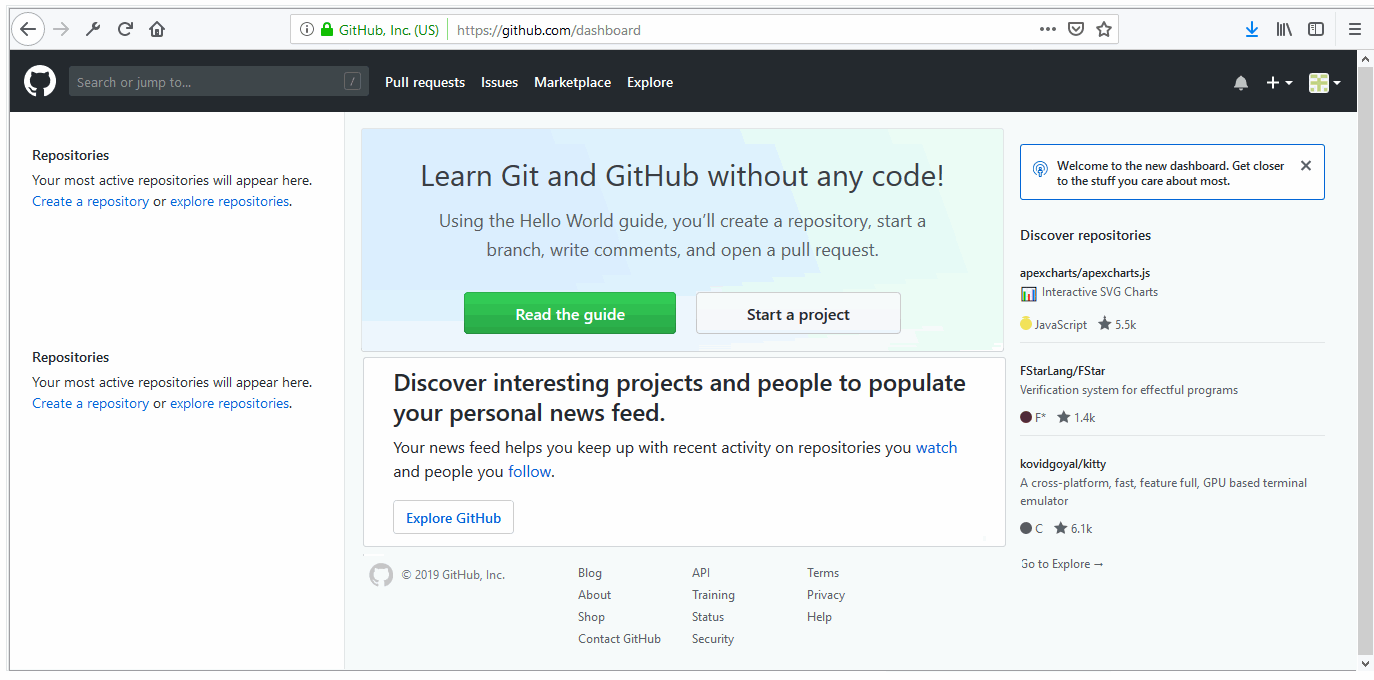 GitHub, Inc. (US) https://github.com/dashboard
Search or jump to... /
Pull requests Issues Marketplace Explore
Repositories
Your most active repositories will appear here.
Create a repository or explore repositories.
Repositories
Your most active repositories will appear here.
Create a repository or explore repositories.
Learn Git and GitHub without any code!
Using the Hello World guide, you’ll create a repository, start a
branch, write comments, and open a pull request.
Read the guide Start a project
Discover interesting projects and people to populate
your personal news feed.
Your news feed helps you keep up with recent activity on repositories you watch
and people you follow.
Explore GitHub
Welcome to the new dashboard. Get closer
to the stuff you care about most.
Discover repositories
apexcharts/apexcharts.js
Interactive SVG Charts
JavaScript 5.5k
FStarLang/FStar
Verification system for effectful programs
F* 1.4k
kovidgoyal/kitty
A cross-platform, fast, feature full, GPU based terminal
emulator
C 6.1k
Go to Explore →
© 2019 GitHub, Inc.
Blog API Terms
About Training Privacy
Shop Status Help
Contact GitHub Security